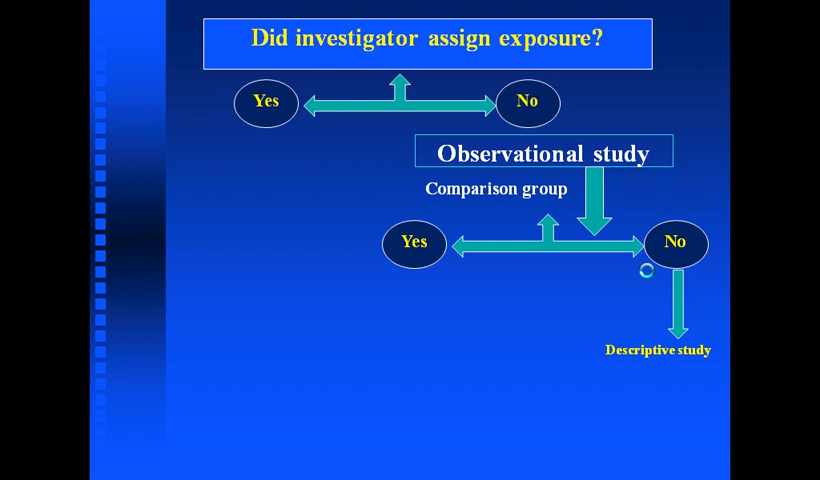 Did investigator assign exposure?
Yes
No
Observational study
Comparison group
Yes
No
Descriptive study